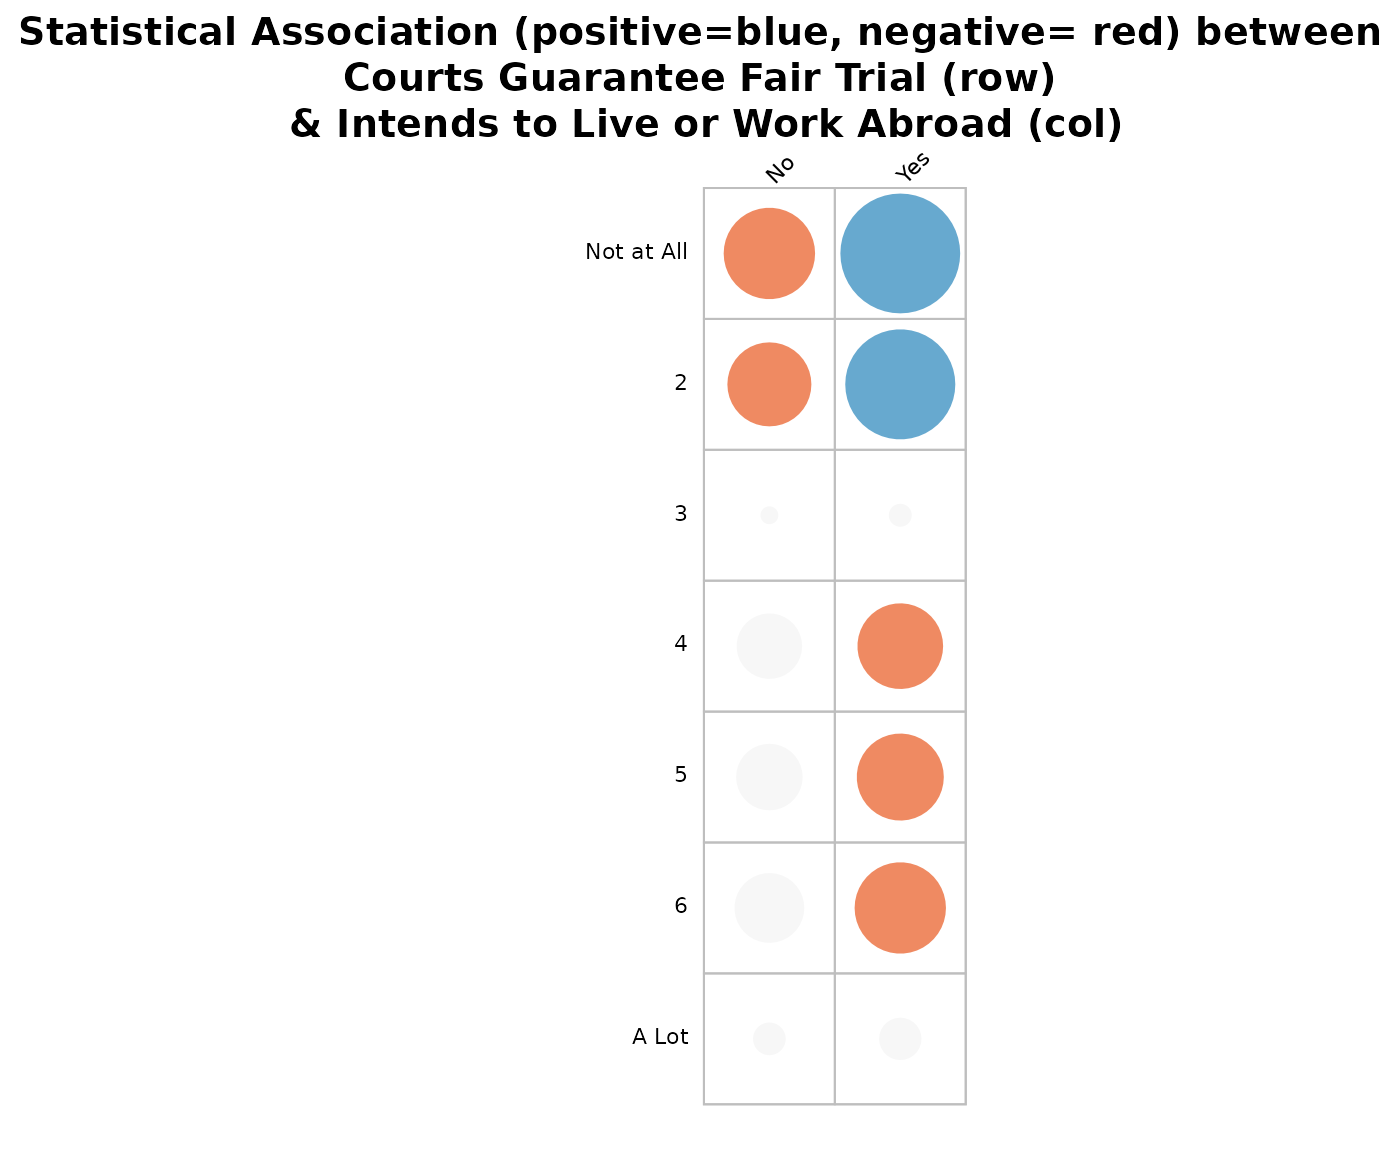 Statistical Association (positive=blue, negative= red) between
Courts Guarantee Fair Trial (row)
& Intends to Live or Work Abroad (col)
No
Yes
Not at All
2
3
4
5
6
A Lot